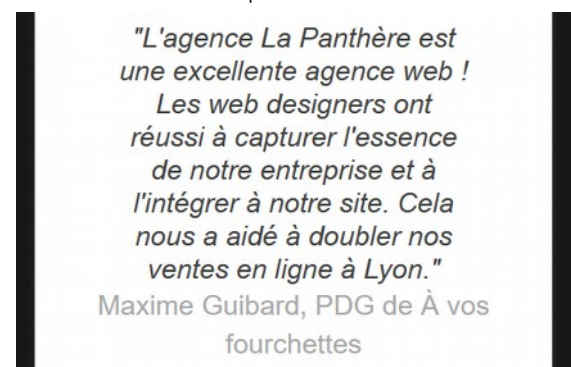 "L'agence La Panthère est
une excellente agence web !
Les web designers ont
réussi à capturer l'essence
de notre entreprise et à
l'intégrer à notre site. Cela
nous a aidé à doubler nos
ventes en ligne à Lyon."
Maxime Guibard, PDG de À vos
fourchettes